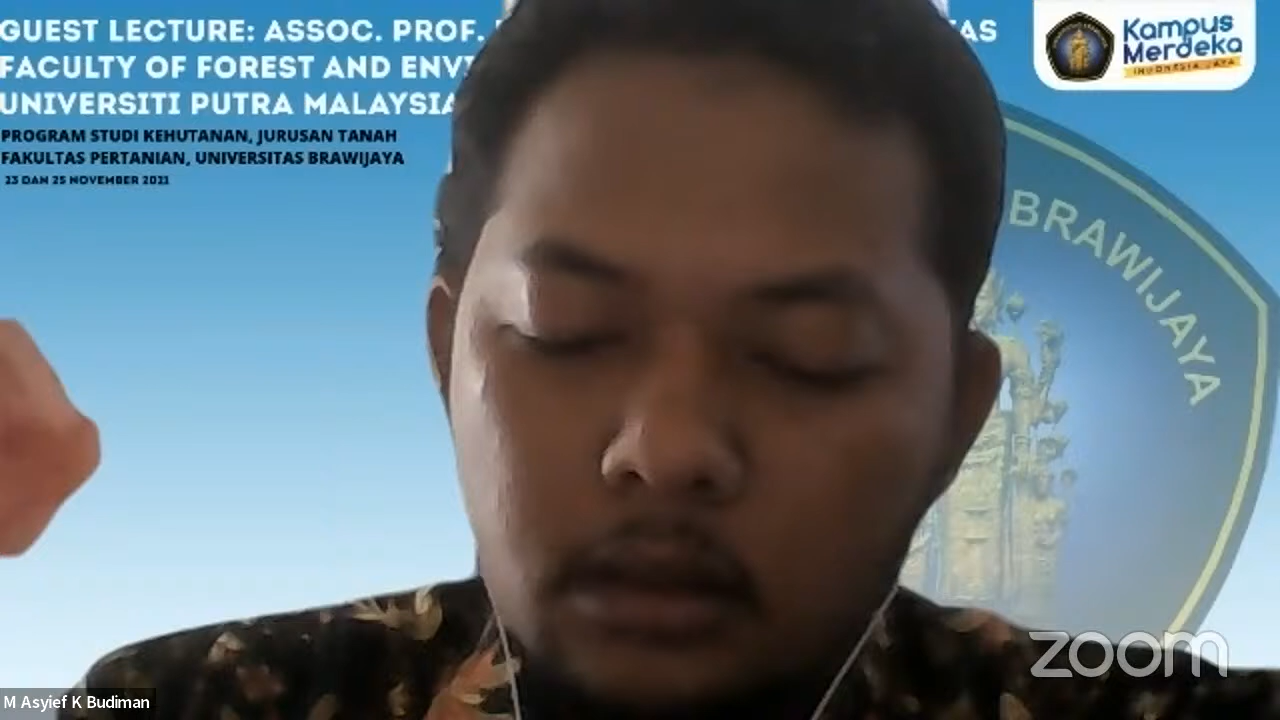 GUEST LECTURE: ASSOC. PROF.
FACULTY OF FOREST AND
UNIVERSITI PUTRA MALAYSIA
PROGRAM STUDI KEHUTANAN, JURUSAN TANAH
FAKULTAS PERTANIAN, UNIVERSITAS BRAWIJAYA
23 DAN 25 NOVEMBER 2021
Kampus
Merdeka
INDONESIA JAYA
BRAWIJAYA
zoom
M Asyief K Budiman